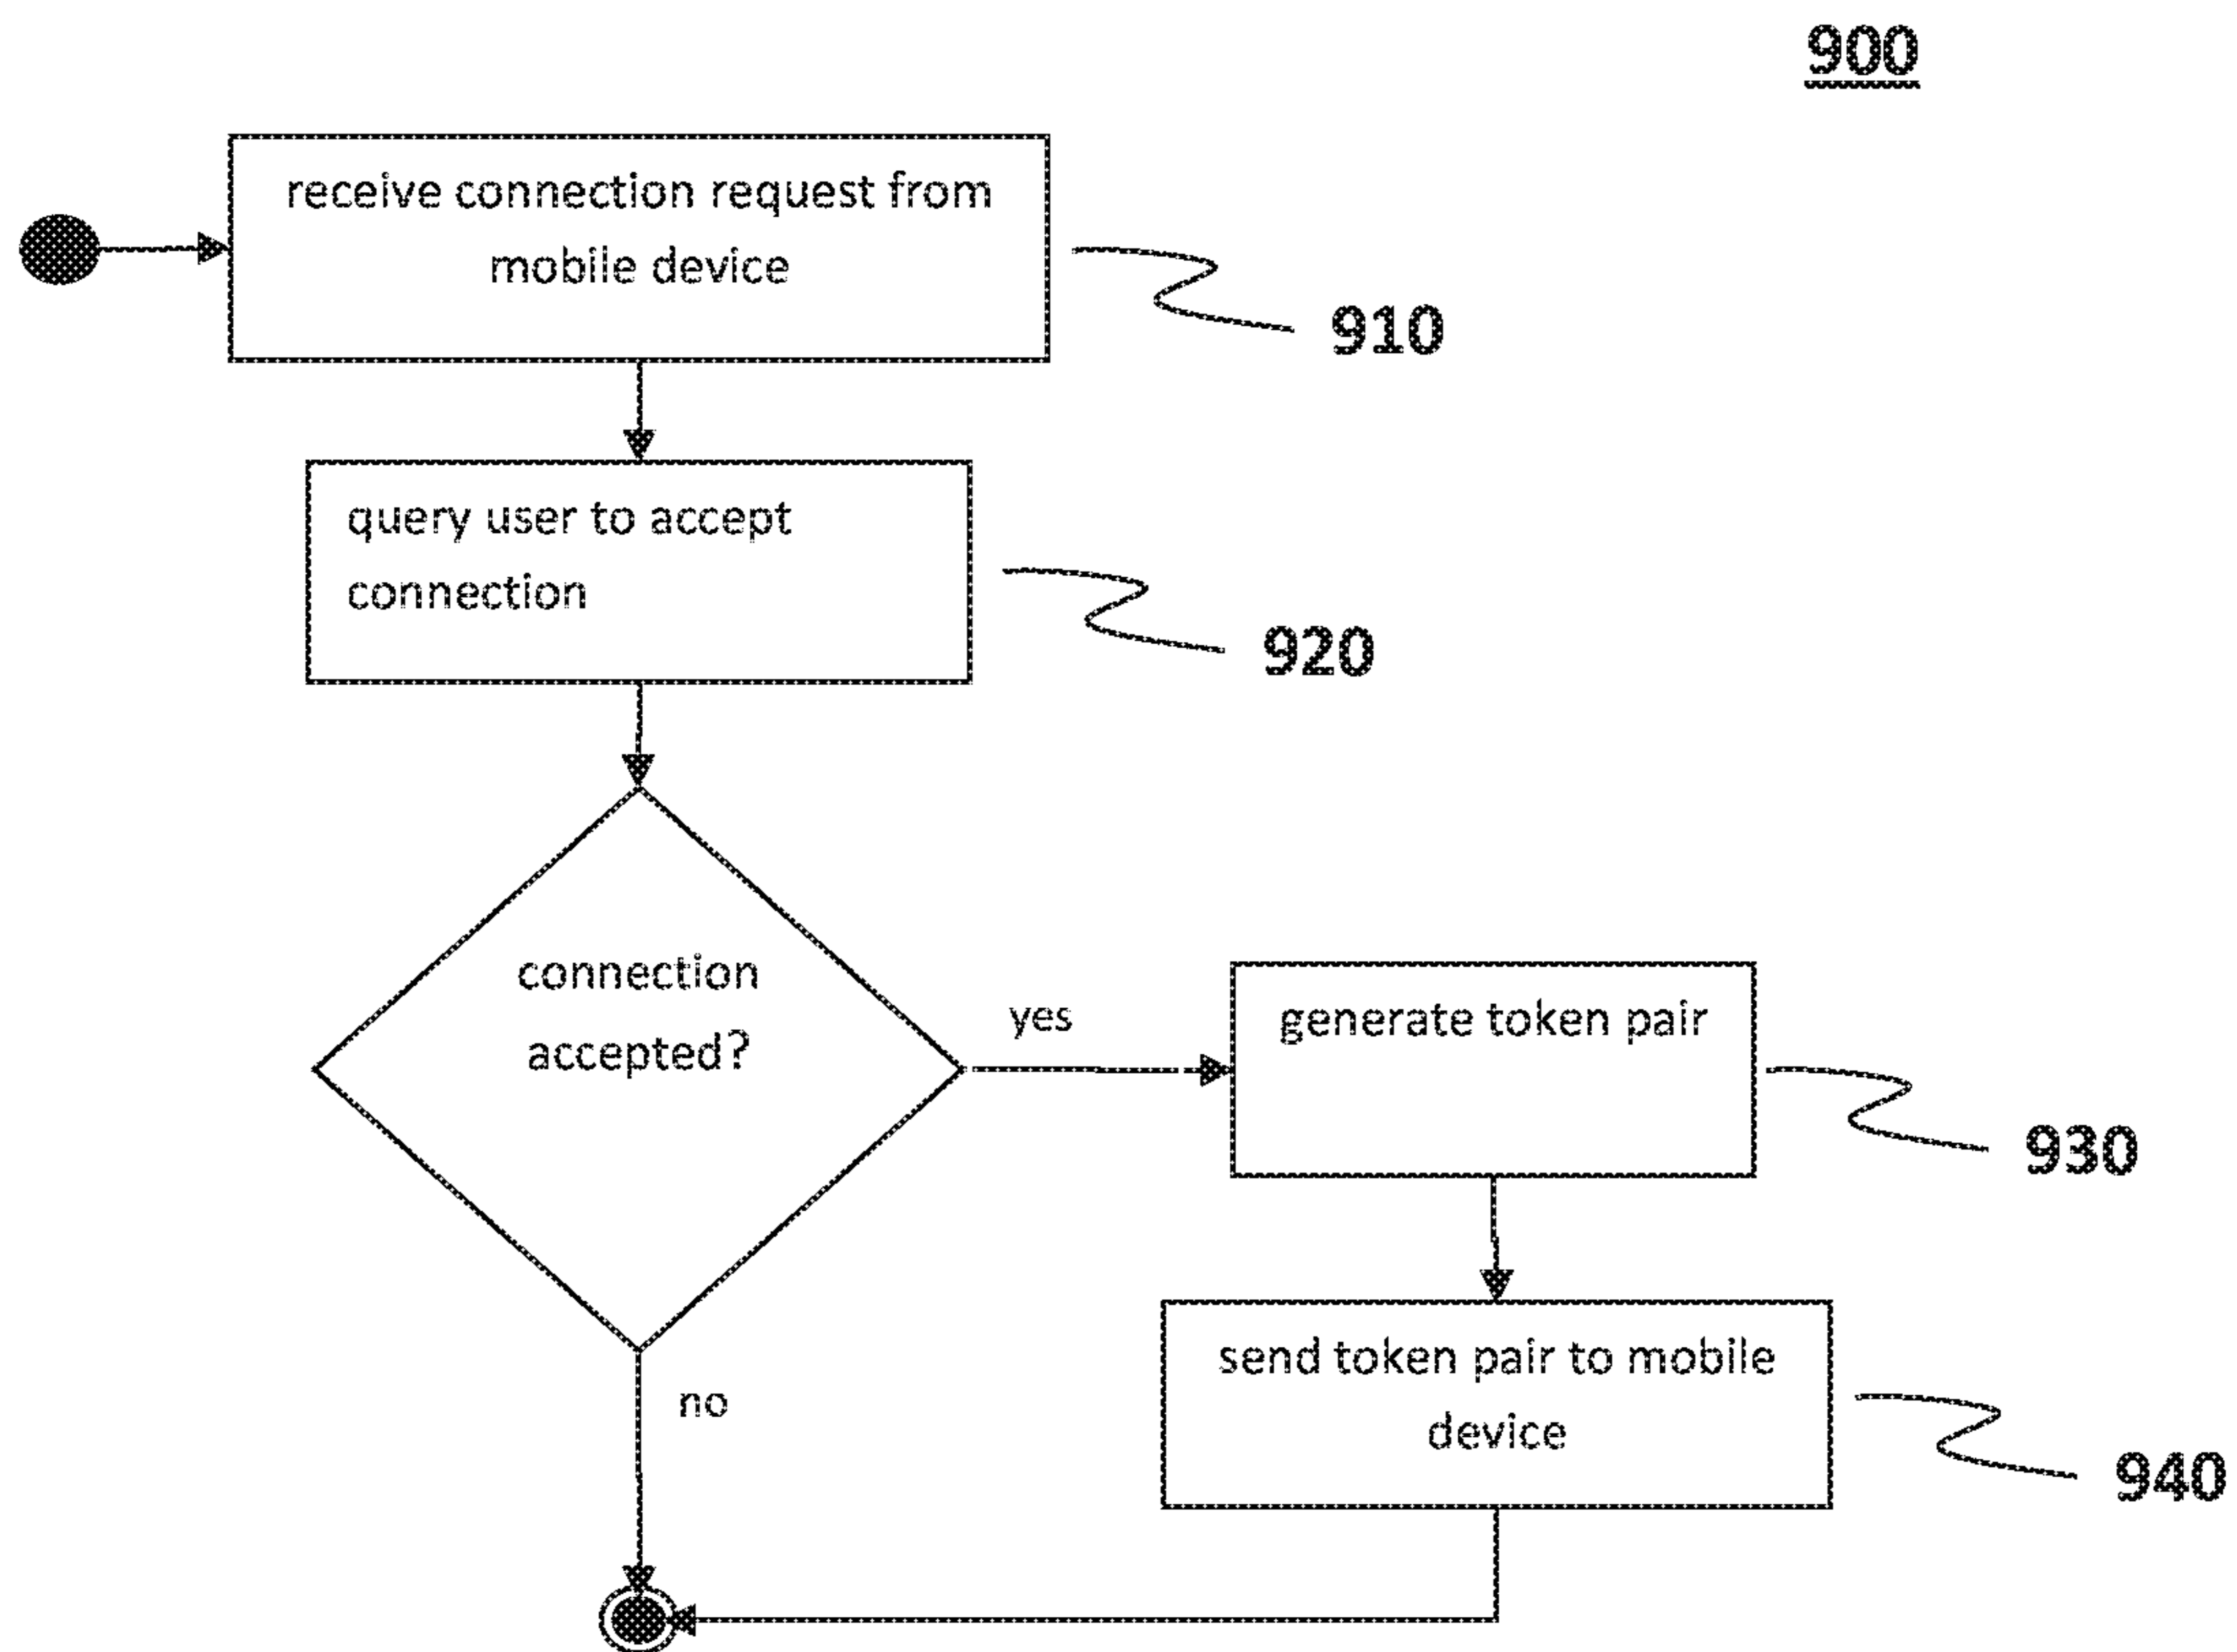 900
receive connection request from
mobile device
910
query user to accept
connection
920
connection
accepted?
yes
generate token pair
930
no
send token pair to mobile
device
940